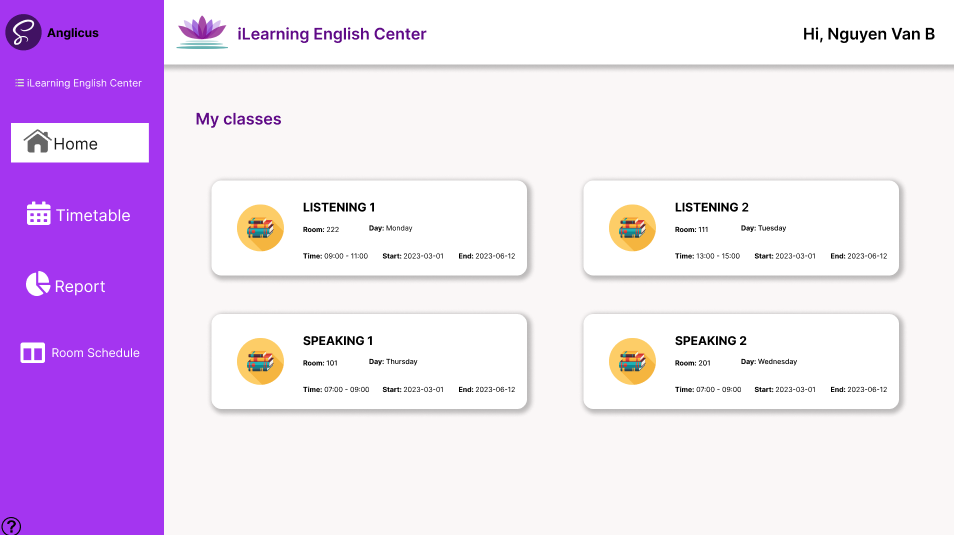 Anglicus
iLearning English Center
Home
Timetable
Report
Room Schedule
?
iLearning English Center
Hi, Nguyen Van B
My classes
LISTENING 1
Room: 222 Day: Monday
Time: 09:00 - 11:00 Start: 2023-03-01 End: 2023-06-12
LISTENING 2
Room: 111 Day: Tuesday
Time: 13:00 - 15:00 Start: 2023-03-01 End: 2023-06-12
SPEAKING 1
Room: 101 Day: Thursday
Time: 07:00 - 09:00 Start: 2023-03-01 End: 2023-06-12
SPEAKING 2
Room: 201 Day: Wednesday
Time: 07:00 - 09:00 Start: 2023-03-01 End: 2023-06-12